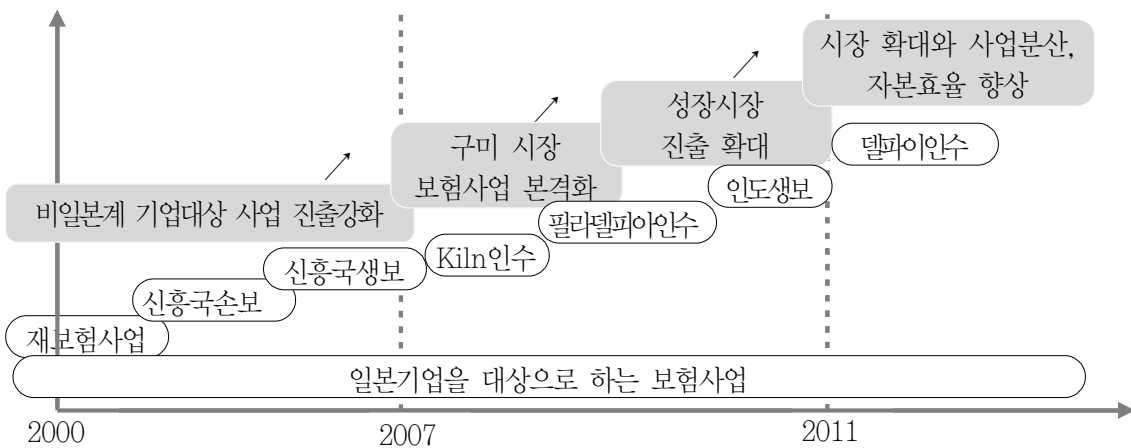 시장 확대와 사업분산,
자본효율 향상
성장시장
진출 확대
델파이인수
구미 시장
보험사업 본격화
인도생보
비일본계 기업대상 사업 진출강화
필라델피아인수
Kiln인수
신흥국생보
신흥국손보
재보험사업
일본기업을 대상으로 하는 보험사업
2000
2007
2011